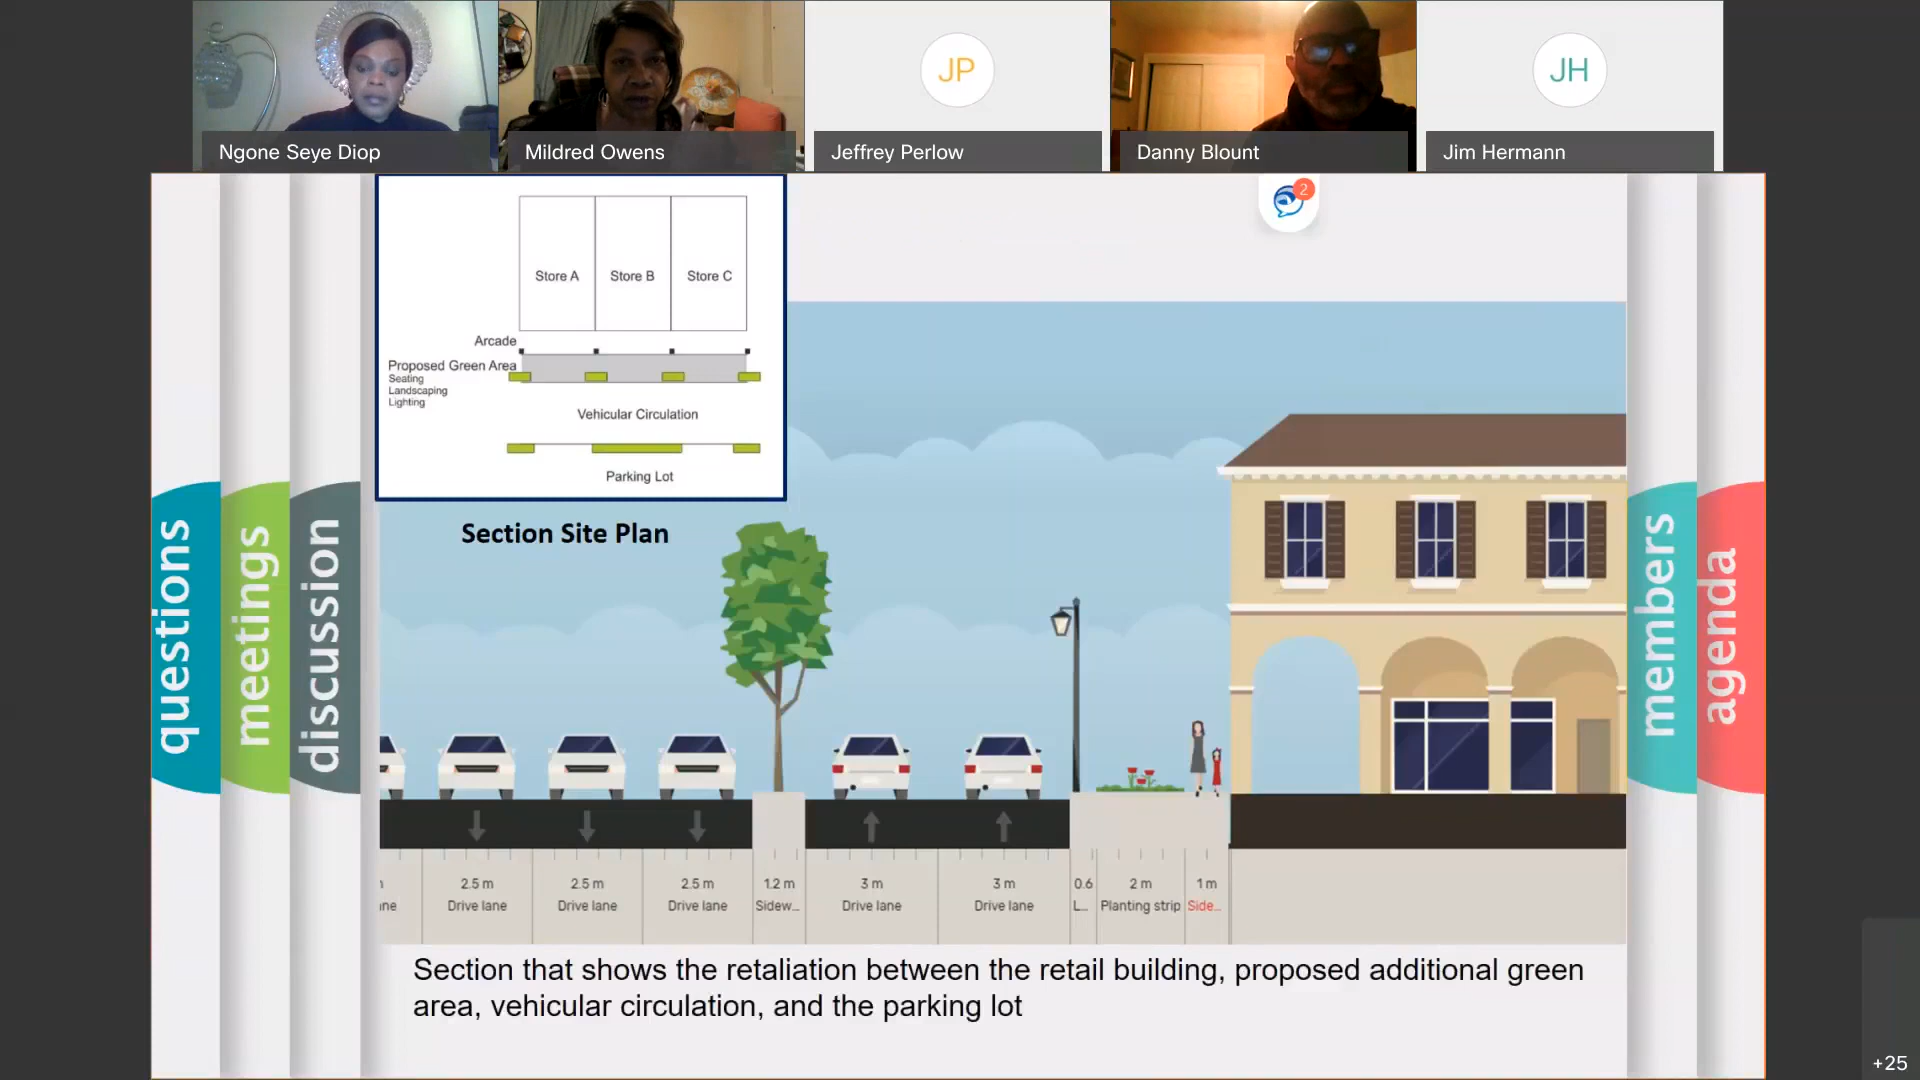 Ngone Seye Diop
Mildred Owens
JP
Jeffrey Perlow
Danny Blount
JH
Jim Hermann
2
questions
meetings
discussion
members
agenda
Store A
Store B
Store C
Arcade
Proposed Green Area
Seating
Landscaping
Lighting
Vehicular Circulation
Parking Lot
Section Site Plan
2.5 m
2.5 m
2.5 m
1.2 m
3 m
3 m
0.6
2 m
1 m
Drive lane
Drive lane
Drive lane
Sidew...
Drive lane
Drive lane
L...
Planting strip
Side...
Section that shows the retaliation between the retail building, proposed additional green
area, vehicular circulation, and the parking lot
+25